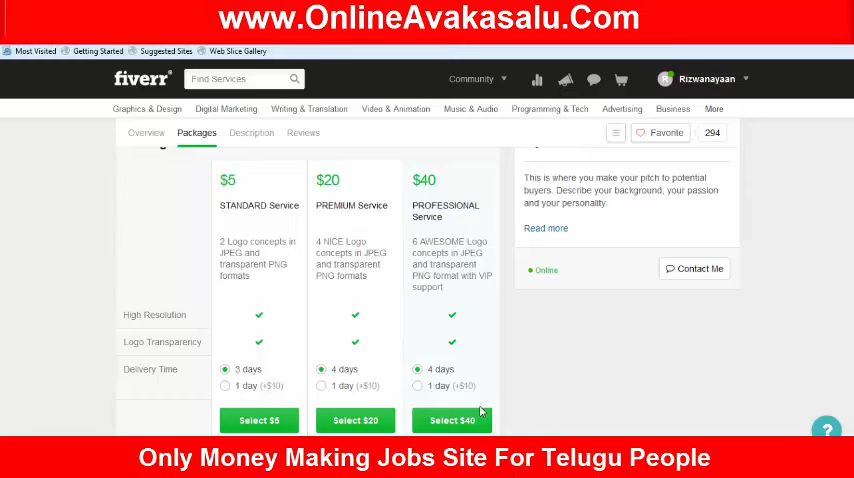 www.OnlineAvakasalu.Com
Most Visited Getting Started Suggested Sites Web Slice Gallery
fiverr® Find Services Community R Rizwanayaan
Graphics & Design Digital Marketing Writing & Translation Video & Animation Music & Audio Programming & Tech Advertising Business More
Overview Packages Description Reviews Favorite 294
$5 $20 $40
STANDARD Service PREMIUM Service PROFESSIONAL
Service
2 Logo concepts in 4 NICE Logo 6 AWESOME Logo
JPEG and concepts in JPEG concepts in JPEG
transparent PNG and transparent and transparent
formats PNG formats PNG format with VIP
support
This is where you make your pitch to potential
buyers. Describe your background, your passion
and your personality.
Read more
Online Contact Me
High Resolution
Logo Transparency
Delivery Time 3 days 4 days 4 days
1 day (+$10) 1 day (+$10) 1 day (+$10)
Select $5 Select $20 Select $40
?
Only Money Making Jobs Site For Telugu People